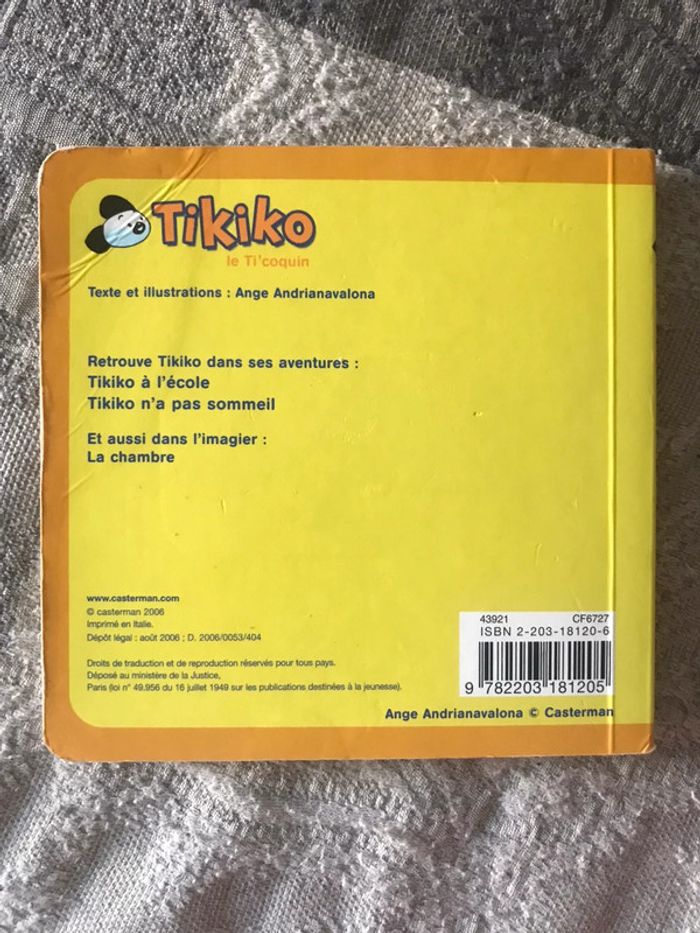 Tikiko
le Ti'coquin
Texte et illustrations : Ange Andrianavalona
Retrouve Tikiko dans ses aventures :
Tikiko à l'école
Tikiko n'a pas sommeil
Et aussi dans l'imagier :
La chambre
www.casterman.com
© casterman 2006
Imprimé en Italie.
Dépôt légal : août 2006 ; D. 2006/0053/404
Droits de traduction et de reproduction réservés pour tous pays.
Déposé au ministère de la Justice,
Paris (loi n° 49.956 du 16 juillet 1949 sur les publications destinées à la jeunesse).
43921 CF6727
ISBN 2-203-18120-6
9 782203 181205
Ange Andrianavalona © Casterman